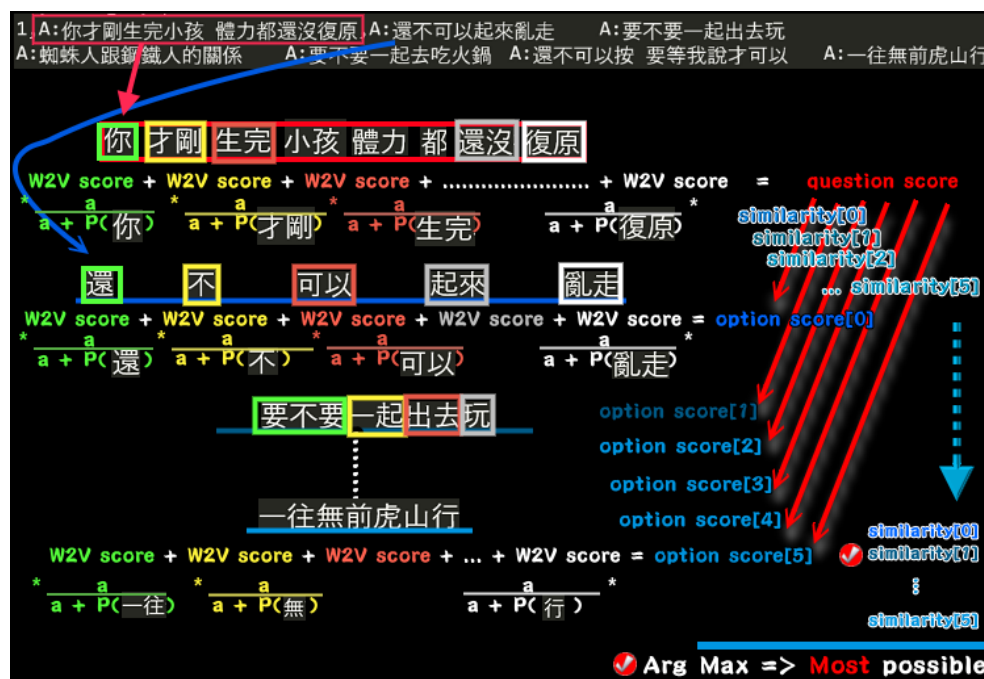 1,A:你才剛生完小孩 體力都還沒復原,A:還不可以起來亂走 A:要不要一起出去玩
A:蜘蛛人跟鋼鐵人的關係 A:要不要一起去吃火鍋 A:還不可以按 要等我說才可以 A:一往無前虎山行
你 才剛 生完 小孩 體力 都 還沒 復原
W2V score + W2V score + W2V score + ....................... + W2V score = question score
* a * a * a a *
a + P(你) a + P(才剛) a + P(生完) a + P(復原)
similarity[0]
similarity[1]
similarity[2]
... similarity[5]
還 不 可以 起來 亂走
W2V score + W2V score + W2V score + W2V score + W2V score = option score[0]
* a * a * a a *
a + P(還) a + P(不) a + P(可以) a + P(亂走)
要不要一起出去玩
option score[1]
option score[2]
option score[3]
option score[4]
一往無前虎山行
W2V score + W2V score + W2V score + ... + W2V score = option score[5]
* a * a a *
a + P(一往) a + P(無) a + P(行)
similarity[0]
similarity[1]
similarity[5]
Arg Max => Most possible